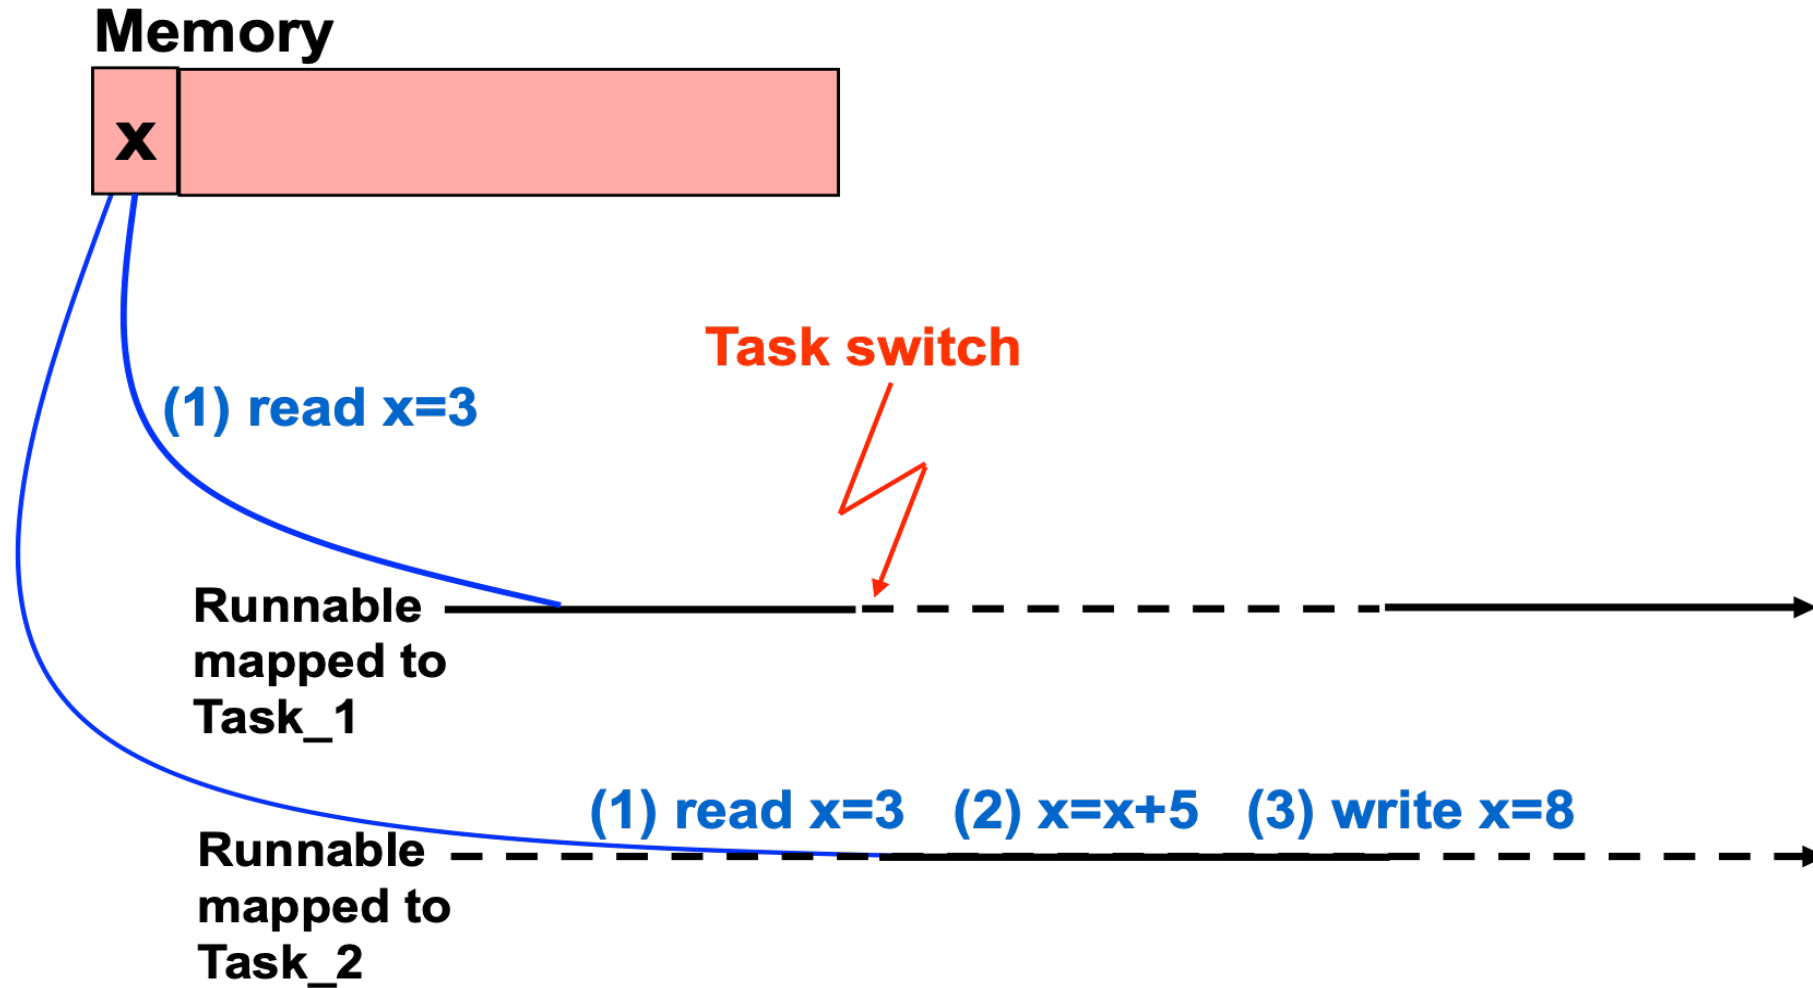 Memory
x
Task switch
(1) read x=3
Runnable
mapped to
Task_1
(1) read x=3 (2) x=x+5 (3) write x=8
Runnable
mapped to
Task_2